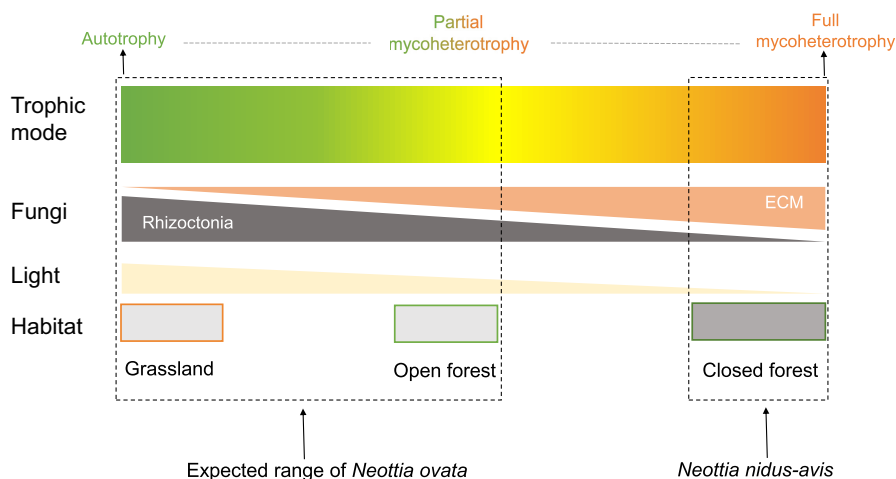 Autotrophy
Partial
mycoheterotrophy
Full
mycoheterotrophy
Trophic
mode
Fungi
Rhizoctonia
ECM
Light
Habitat
Grassland
Open forest
Closed forest
Expected range of Neottia ovata
Neottia nidus-avis